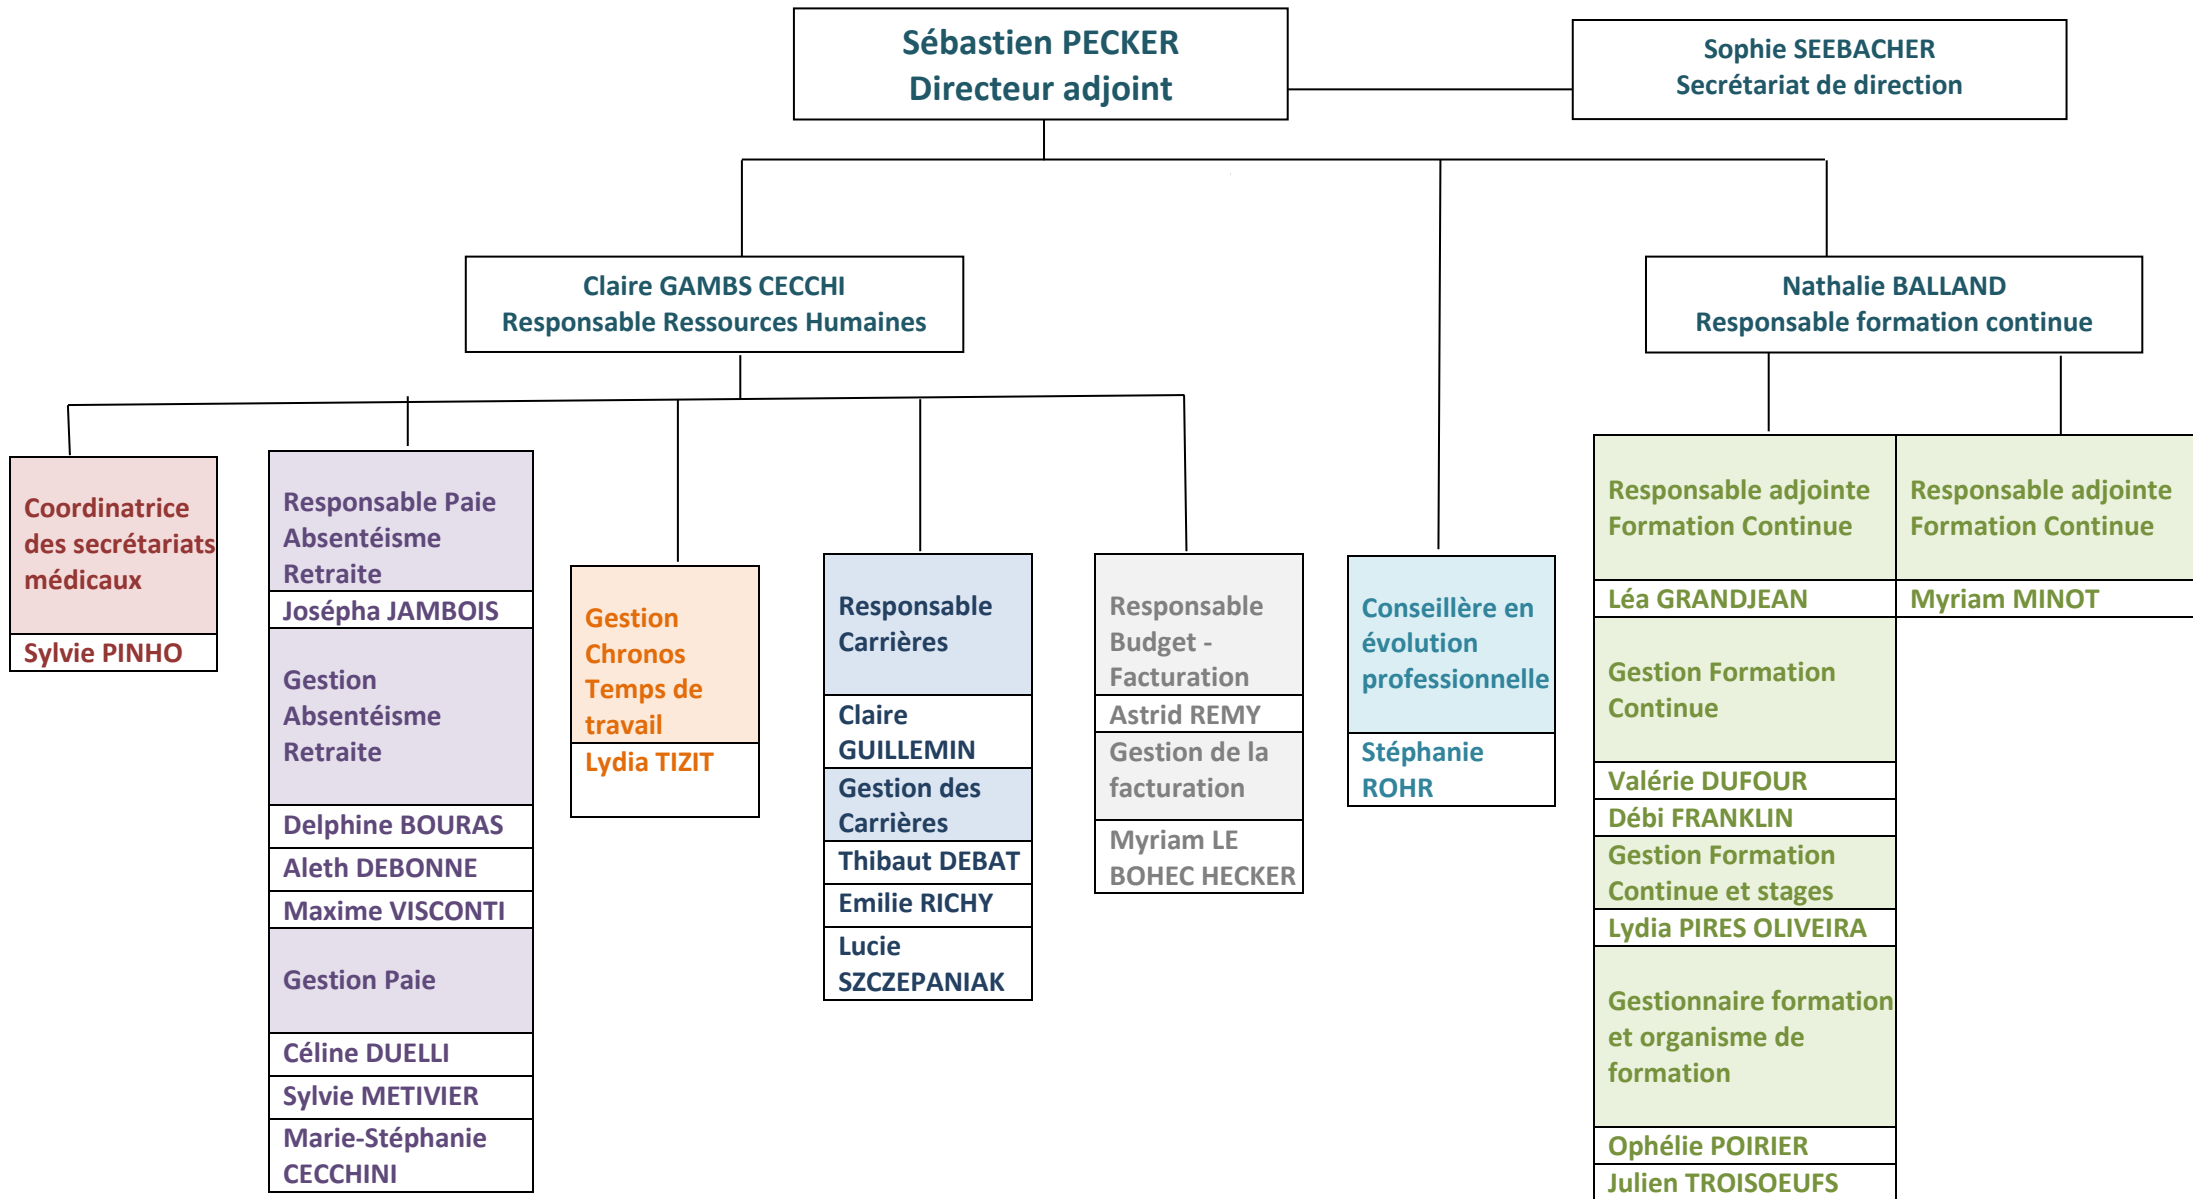 Sébastien PECKER
Directeur adjoint
Sophie SEEBACHER
Secrétariat de direction
Claire GAMBS CECCHI
Responsable Ressources Humaines
Nathalie BALLAND
Responsable formation continue
Coordinatrice
des secrétariats
médicaux
Sylvie PINHO
Responsable Paie
Absentéisme
Retraite
Josépha JAMBOIS
Gestion
Absentéisme
Retraite
Delphine BOURAS
Aleth DEBONNE
Maxime VISCONTI
Gestion Paie
Céline DUELLI
Sylvie METIVIER
Marie-Stéphanie
CECCHINI
Gestion
Chronos
Temps de
travail
Lydia TIZIT
Responsable
Carrières
Claire
GUILLEMIN
Gestion des
Carrières
Thibaut DEBAT
Emilie RICHY
Lucie
SZCZEPANIAK
Responsable
Budget -
Facturation
Astrid REMY
Gestion de la
facturation
Myriam LE
BOHEC HECKER
Conseillère en
évolution
professionnelle
Stéphanie
ROHR
Responsable adjointe
Formation Continue
Léa GRANDJEAN
Gestion Formation
Continue
Valérie DUFOUR
Débi FRANKLIN
Gestion Formation
Continue et stages
Lydia PIRES OLIVEIRA
Gestionnaire formation
et organisme de
formation
Ophélie POIRIER
Julien TROISOEUFS
Responsable adjointe
Formation Continue
Myriam MINOT